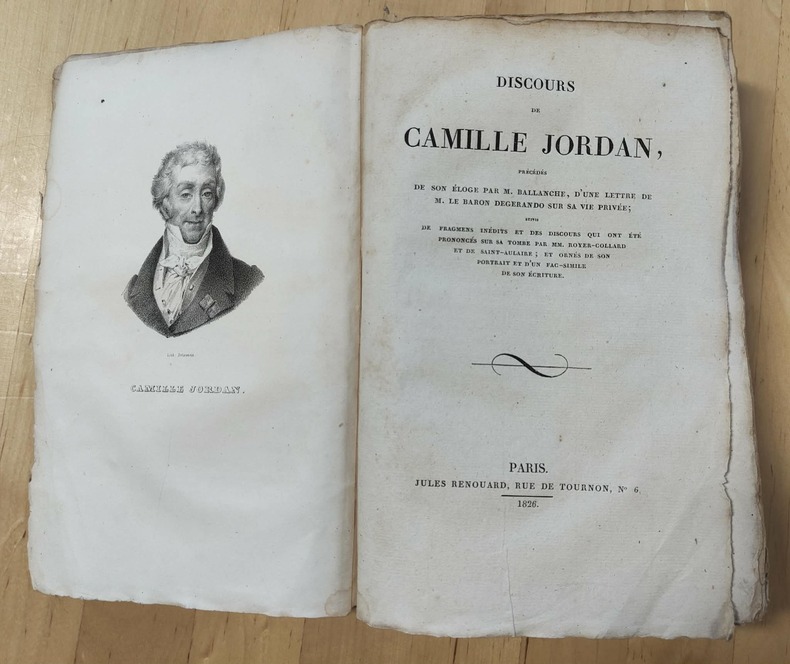 CAMILLE JORDAN.
DISCOURS
DE
CAMILLE JORDAN,
PRÉCÉDÉS
DE SON ÉLOGE PAR M. BALLANCHE, D'UNE LETTRE DE
M. LE BARON DEGERANDO SUR SA VIE PRIVÉE;
SUIVIS
DE FRAGMENS INÉDITS ET DES DISCOURS QUI ONT ÉTÉ
PRONONCÉS SUR SA TOMBE PAR MM. ROYER-COLLARD
ET DE SAINT-AULAIRE; ET ORNÉS DE SON
PORTRAIT ET D'UN FAC-SIMILE
DE SON ÉCRITURE.
PARIS.
JULES RENOUARD, RUE DE TOURNON, N° 6.
1826.